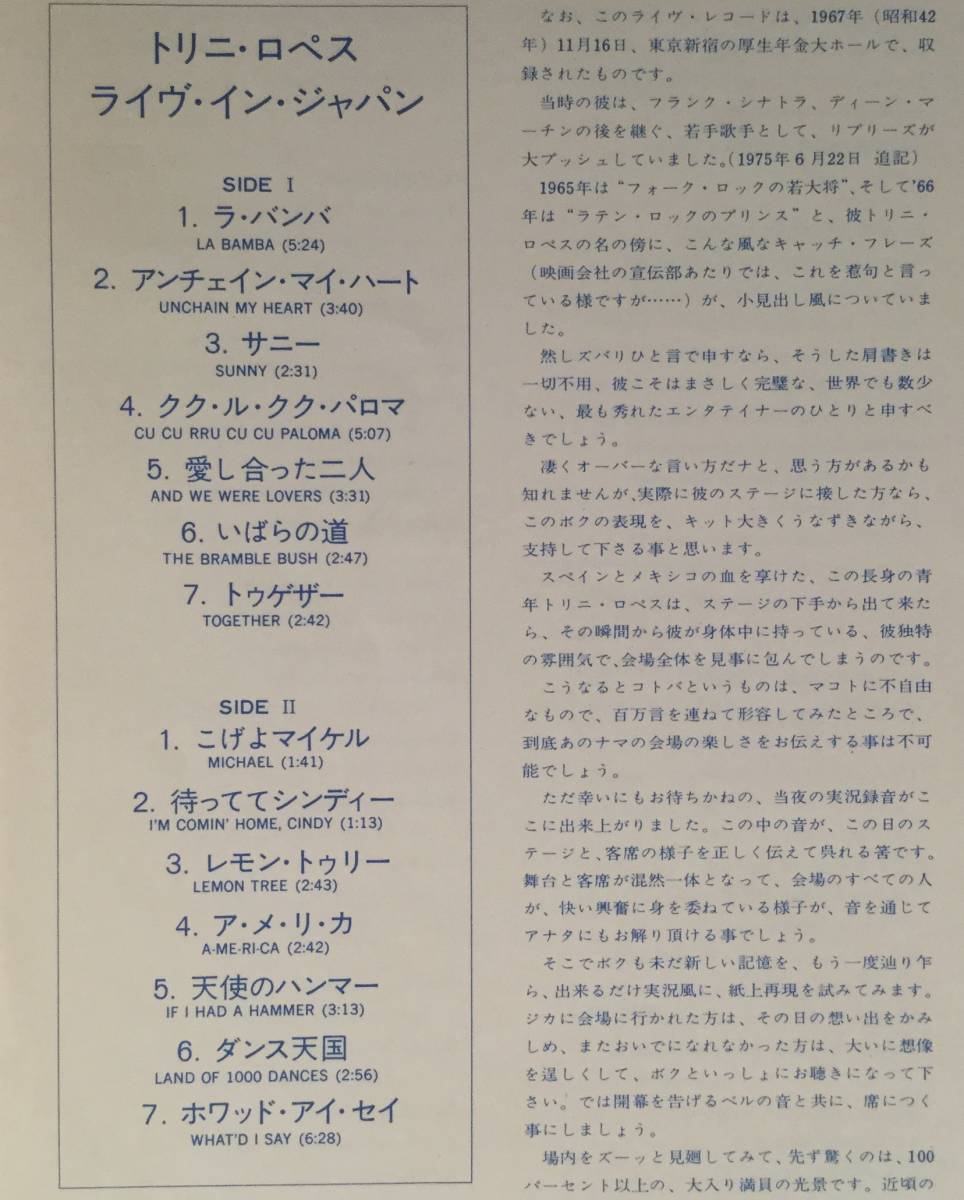 トリニ・ロペス
ライヴ・イン・ジャパン
SIDE I
1. ラ・バンバ
LA BAMBA (5:24)
2. アンチェイン・マイ・ハート
UNCHAIN MY HEART (3:40)
3. サニー
SUNNY (2:31)
4. クク・ル・クク・パロマ
CU CU RRU CU CU PALOMA (5:07)
5. 愛し合った二人
AND WE WERE LOVERS (3:31)
6. いばらの道
THE BRAMBLE BUSH (2:47)
7. トゥゲザー
TOGETHER (2:42)
SIDE II
1. こげよマイケル
MICHAEL (1:41)
2. 待っててシンディー
I'M COMIN' HOME, CINDY (1:13)
3. レモン・トゥリー
LEMON TREE (2:43)
4. ア・メ・リ・カ
A-ME-RI-CA (2:42)
5. 天使のハンマー
IF I HAD A HAMMER (3:13)
6. ダンス天国
LAND OF 1000 DANCES (2:56)
7. ホワッド・アイ・セイ
WHAT'D I SAY (6:28)
なお、このライヴ・レコードは、1967年（昭和42
年）11月16日、東京新宿の厚生年金大ホールで、収
録されたものです。
当時の彼は、フランク・シナトラ、ディーン・マ
ーチンの後を継ぐ、若手歌手として、リプリーズが
大プッシュしていました。(1975年6月22日 追記)
1965年は“フォーク・ロックの若大将”、そして'66
年は“ラテン・ロックのプリンス”と、彼トリニ・
ロペスの名の傍に、こんな風なキャッチ・フレーズ
（映画会社の宣伝部あたりでは、これを惹句と言っ
ている様ですが……）が、小見出し風についていま
した。
然しズバリひと言で申すなら、そうした肩書きは
一切不用、彼こそはまさしく完璧な、世界でも数少
ない、最も秀れたエンタテイナーのひとりと申すべ
きでしょう。
凄くオーバーな言い方だナと、思う方があるかも
知れませんが、実際に彼のステージに接した方なら、
このボクの表現を、キット大きくうなずきながら、
支持して下さる事と思います。
スペインとメキシコの血を享けた、この長身の青
年トリニ・ロペスは、ステージの下手から出て来た
ら、その瞬間から彼が身体中に持っている、彼独特
の雰囲気で、会場全体を見事に包んでしまうのです。
こうなるとコトバというものは、マコトに不自由
なもので、百万言を連ねて形容してみたところで、
到底あのナマの会場の楽しさをお伝えする事は不可
能でしょう。
ただ幸いにもお待ちかねの、当夜の実況録音がこ
こに出来上がりました。この中の音が、この日のス
テージと、客席の様子を正しく伝えて呉れる筈です。
舞台と客席が混然一体となって、会場のすべての人
が、快い興奮に身を委ねている様子が、音を通じて
アナタにもお解り頂ける事でしょう。
そこでボクも未だ新しい記憶を、もう一度辿り乍
ら、出来るだけ実況風に、紙上再現を試みてみます。
ジカに会場に行かれた方は、その日の想い出をかみ
しめ、またおいでになれなかった方は、大いに想像
を逞しくして、ボクといっしょにお聴きになって下
さい。では開幕を告げるベルの音と共に、席につく
事にしましょう。
場内をズーッと見廻してみて、先ず驚くのは、100
パーセント以上の、大入り満員の光景です。近頃の